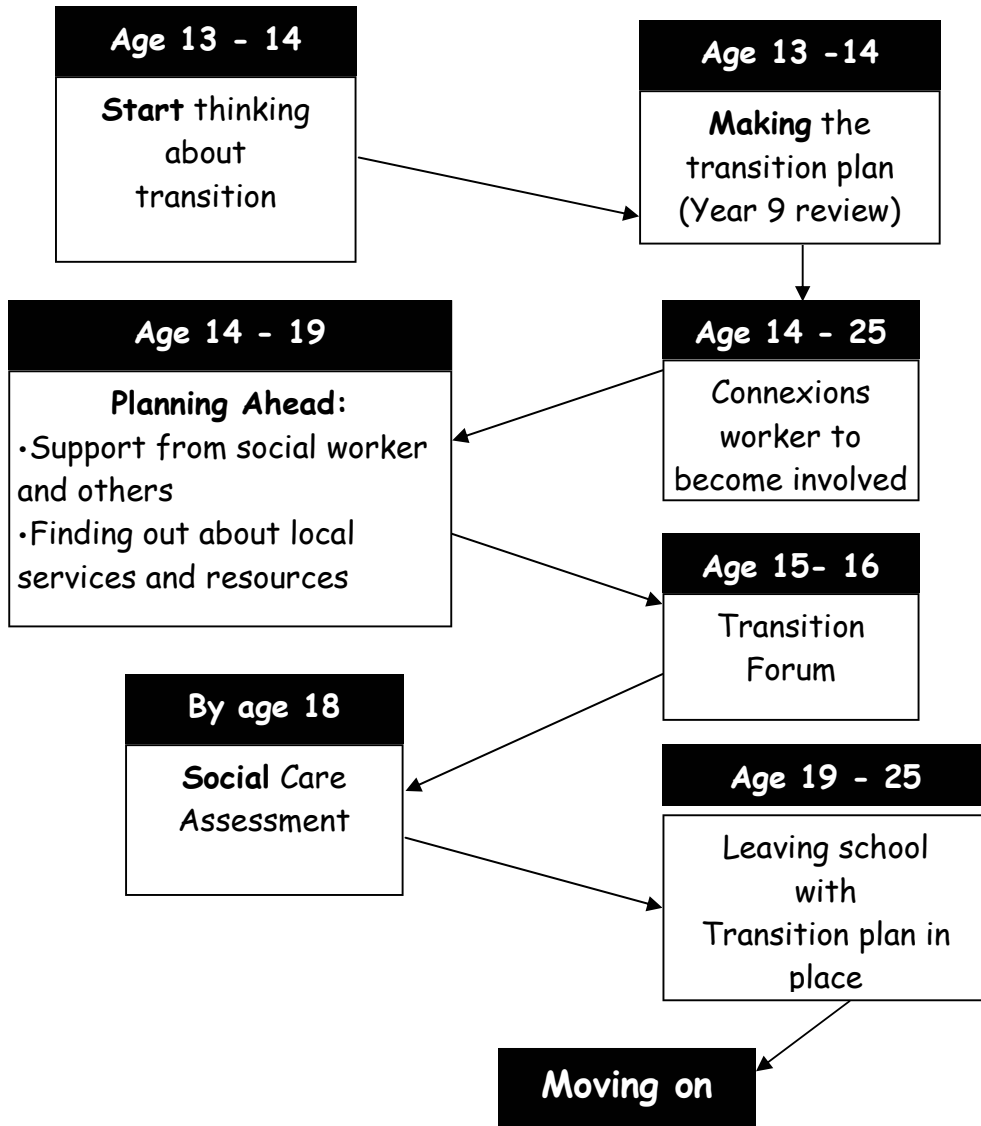 Age 13 - 14
Start thinking
about
transition
Age 13 -14
Making the
transition plan
(Year 9 review)
Age 14 - 25
Connexions
worker to
become involved
Age 14 - 19
Planning Ahead:
•Support from social worker
and others
•Finding out about local
services and resources
Age 15- 16
Transition
Forum
By age 18
Social Care
Assessment
Age 19 - 25
Leaving school
with
Transition plan in
place
Moving on